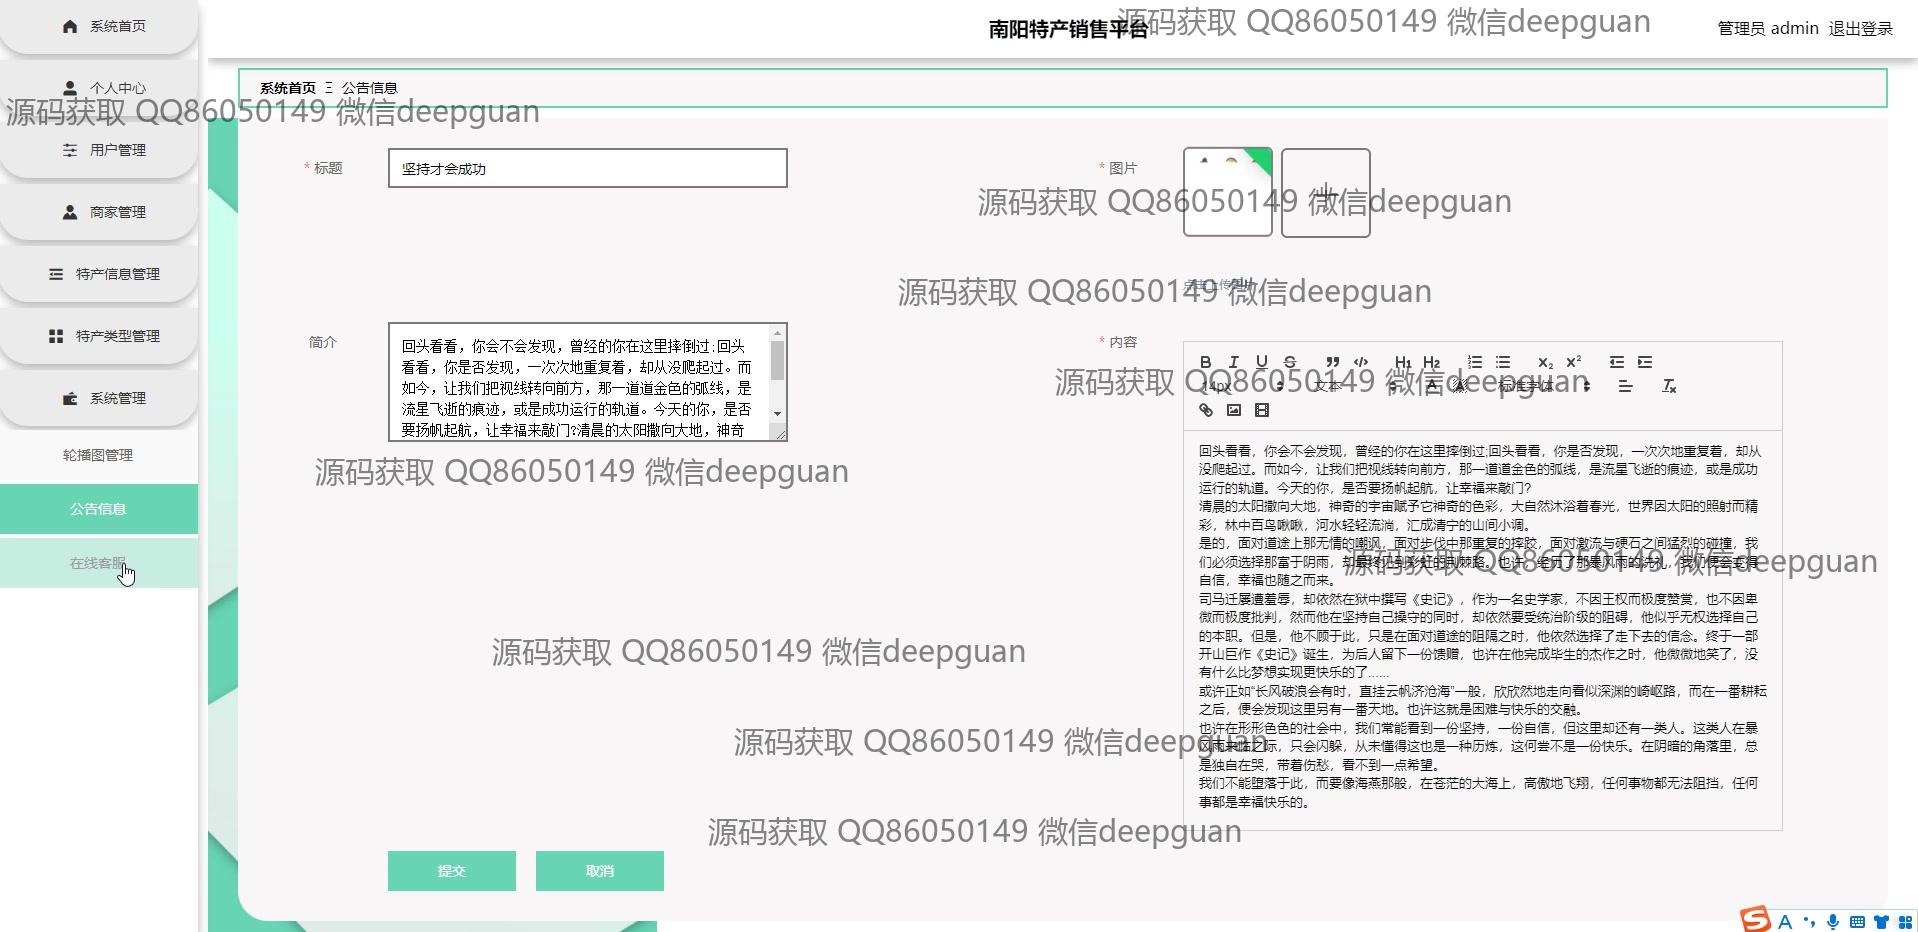 系统首页
南阳特产销售平台
源码获取 QQ86050149 微信deepguan
管理员 admin 退出登录
个人中心
系统首页 Ξ 公告信息
源码获取 QQ86050149 微信deepguan
用户管理
* 标题
坚持才会成功
* 图片
商家管理
源码获取 QQ86050149 微信deepguan
特产信息管理
点击上传图片
源码获取 QQ86050149 微信deepguan
特产类型管理
系统管理
轮播图管理
公告信息
在线客服
简介
回头看看，你会不会发现，曾经的你在这里摔倒过:回头
看看，你是否发现，一次次地重复着，却从没爬起过。而
如今，让我们把视线转向前方，那一道道金色的弧线，是
流星飞逝的痕迹，或是成功运行的轨道。今天的你，是否
要扬帆起航，让幸福来敲门?清晨的太阳撒向大地，神奇
源码获取 QQ86050149 微信deepguan
* 内容
B I U S H1 H2 X2 X2
14px 文本 A 标准字体
源码获取 QQ86050149 微信deepguan
回头看看，你会不会发现，曾经的你在这里摔倒过;回头看看，你是否发现，一次次地重复着，却从
没爬起过。而如今，让我们把视线转向前方，那一道道金色的弧线，是流星飞逝的痕迹，或是成功
运行的轨道。今天的你，是否要扬帆起航，让幸福来敲门?
清晨的太阳撒向大地，神奇的宇宙赋予它神奇的色彩，大自然沐浴着春光，世界因太阳的照射而精
彩，林中百鸟啾啾，河水轻轻流淌，汇成清宁的山间小调。
是的，面对道途上那无情的嘲讽，面对步伐中那重复的摔跤，面对激流与硬石之间猛烈的碰撞，我
们必须选择那富于阴雨，却最终见到彩虹的荆棘路。也许，经历了那暴风雨的洗礼，我们便会变得
自信，幸福也随之而来。
源码获取 QQ86050149 微信deepguan
司马迁屡遭羞辱，却依然在狱中撰写《史记》，作为一名史学家，不因王权而极度赞赏，也不因卑
微而极度批判，然而他在坚持自己操守的同时，却依然要受统治阶级的阻碍，他似乎无权选择自己
的本职。但是，他不顾于此，只是在面对道途的阻隔之时，他依然选择了走下去的信念。终于一部
开山巨作《史记》诞生，为后人留下一份馈赠，也许在他完成毕生的杰作之时，他微微地笑了，没
有什么比梦想实现更快乐的了……
或许正如“长风破浪会有时，直挂云帆济沧海”一般，欣欣然地走向看似深渊的崎岖路，而在一番耕耘
之后，便会发现这里另有一番天地。也许这就是困难与快乐的交融。
也许在形形色色的社会中，我们常能看到一份坚持，一份自信，但这里却还有一类人。这类人在暴
风雨来临之际，只会闪躲，从未懂得这也是一种历炼，这何尝不是一份快乐。在阴暗的角落里，总
是独自在哭，带着伤愁，看不到一点希望。
我们不能堕落于此，而要像海燕那般，在苍茫的大海上，高傲地飞翔，任何事物都无法阻挡，任何
事都是幸福快乐的。
源码获取 QQ86050149 微信deepguan
源码获取 QQ86050149 微信deepguan
源码获取 QQ86050149 微信deepguan
提交 取消